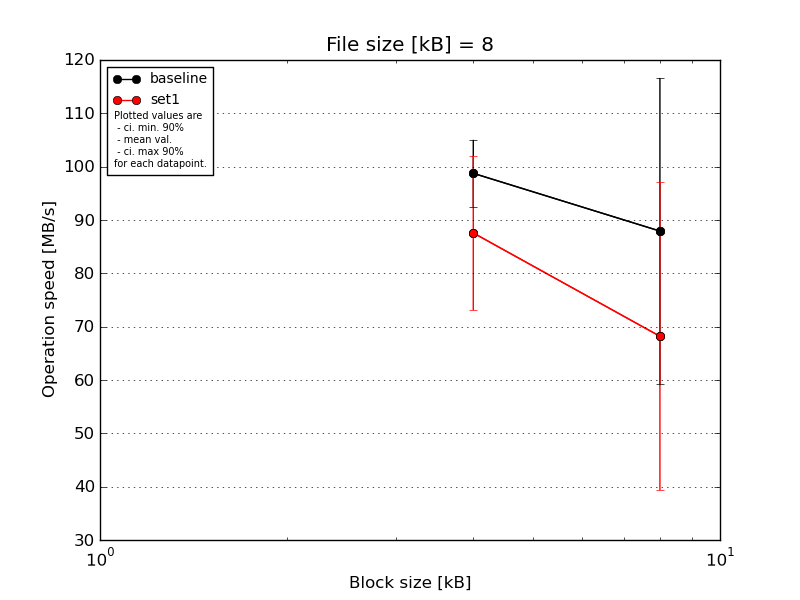 File size [kB] = 8
baseline
set1
Plotted values are
- ci. min. 90%
- mean val.
- ci. max 90%
for each datapoint.
120
110
100
90
80
70
60
50
40
30
Operation speed [MB/s]
10^0
10^1
Block size [kB]